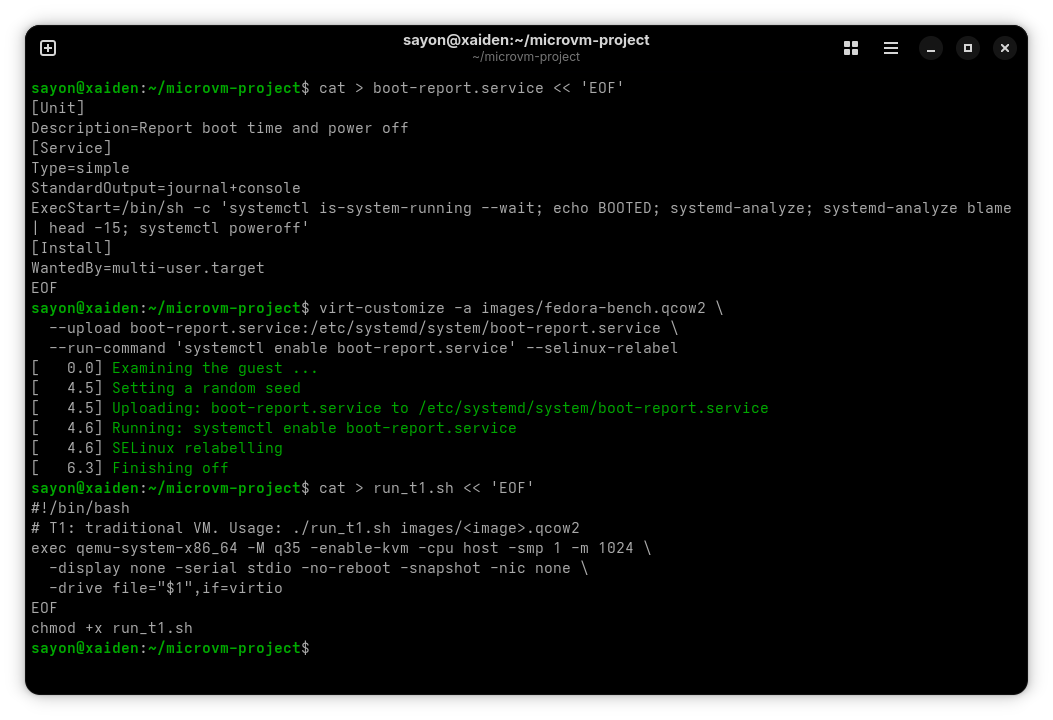 sayon@xaiden:~/microvm-project
~/microvm-project
sayon@xaiden:~/microvm-project$ cat > boot-report.service << 'EOF'
[Unit]
Description=Report boot time and power off
[Service]
Type=simple
StandardOutput=journal+console
ExecStart=/bin/sh -c 'systemctl is-system-running --wait; echo BOOTED; systemd-analyze; systemd-analyze blame
| head -15; systemctl poweroff'
[Install]
WantedBy=multi-user.target
EOF
sayon@xaiden:~/microvm-project$ virt-customize -a images/fedora-bench.qcow2 \
  --upload boot-report.service:/etc/systemd/system/boot-report.service \
  --run-command 'systemctl enable boot-report.service' --selinux-relabel
[   0.0] Examining the guest ...
[   4.5] Setting a random seed
[   4.5] Uploading: boot-report.service to /etc/systemd/system/boot-report.service
[   4.6] Running: systemctl enable boot-report.service
[   4.6] SELinux relabelling
[   6.3] Finishing off
sayon@xaiden:~/microvm-project$ cat > run_t1.sh << 'EOF'
#!/bin/bash
# T1: traditional VM. Usage: ./run_t1.sh images/<image>.qcow2
exec qemu-system-x86_64 -M q35 -enable-kvm -cpu host -smp 1 -m 1024 \
  -display none -serial stdio -no-reboot -snapshot -nic none \
  -drive file="$1",if=virtio
EOF
chmod +x run_t1.sh
sayon@xaiden:~/microvm-project$